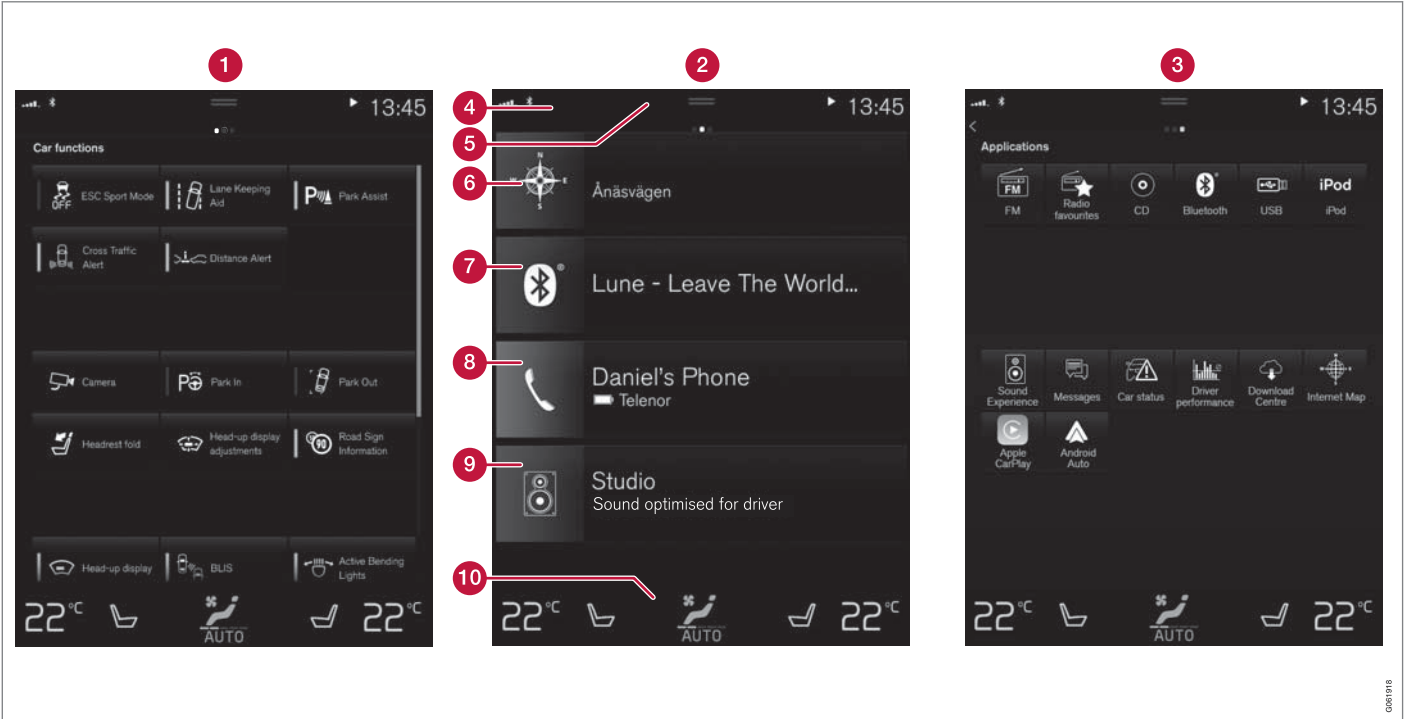 1
2
3
13:45
Car functions
ESC Sport Mode
OFF
Lane Keeping
Aid
Park Assist
Cross Traffic
Alert
Distance Alert
Camera
Park In
Park Out
Headrest fold
Head-up display
adjustments
90
Road Sign
Information
Head-up display
BLIS
Active Bending
Lights
22°C
AUTO
22°C
4
5
6
7
8
9
10
13:45
N
W
E
S
Ånäsvägen
Lune - Leave The World...
Daniel's Phone
Telenor
Studio
Sound optimised for driver
22°C
AUTO
22°C
13:45
Applications
FM
FM
Radio
favourites
CD
Bluetooth
USB
iPod
iPod
Sound
Experience
Messages
Car status
Driver
performance
Download
Centre
Internet Map
Apple
CarPlay
Android
Auto
22°C
AUTO
22°C
G061918